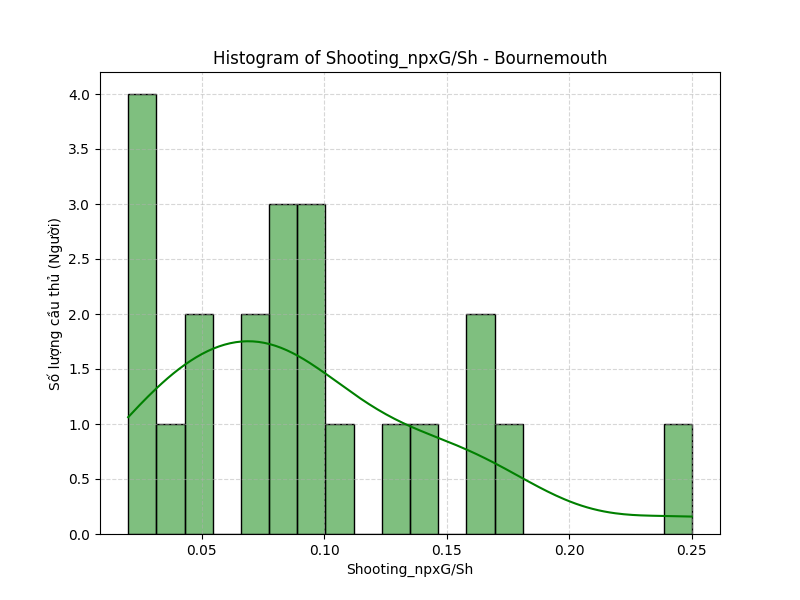 Histogram of Shooting_npxG/Sh - Bournemouth
Số lượng cầu thủ (Người)
4.0
3.5
3.0
2.5
2.0
1.5
1.0
0.5
0.0
0.05 0.10 0.15 0.20 0.25
Shooting_npxG/Sh